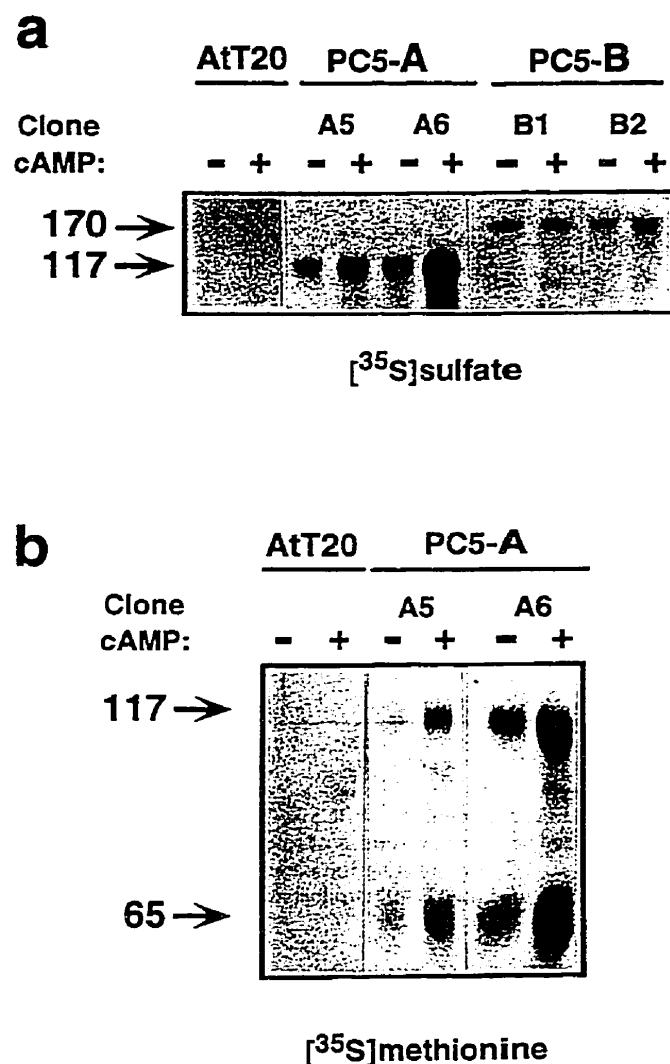 a
AtT20 PC5-A PC5-B
Clone A5 A6 B1 B2
cAMP: - + - + - + - + - +
170
117
[³⁵S]sulfate
b
AtT20 PC5-A
Clone A5 A6
cAMP: - + - + - +
117
65
[³⁵S]methionine